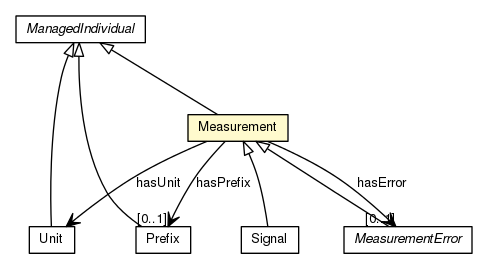 ManagedIndividual
Measurement
hasUnit
hasPrefix
hasError
[0..1]
Unit
Prefix
Signal
MeasurementError